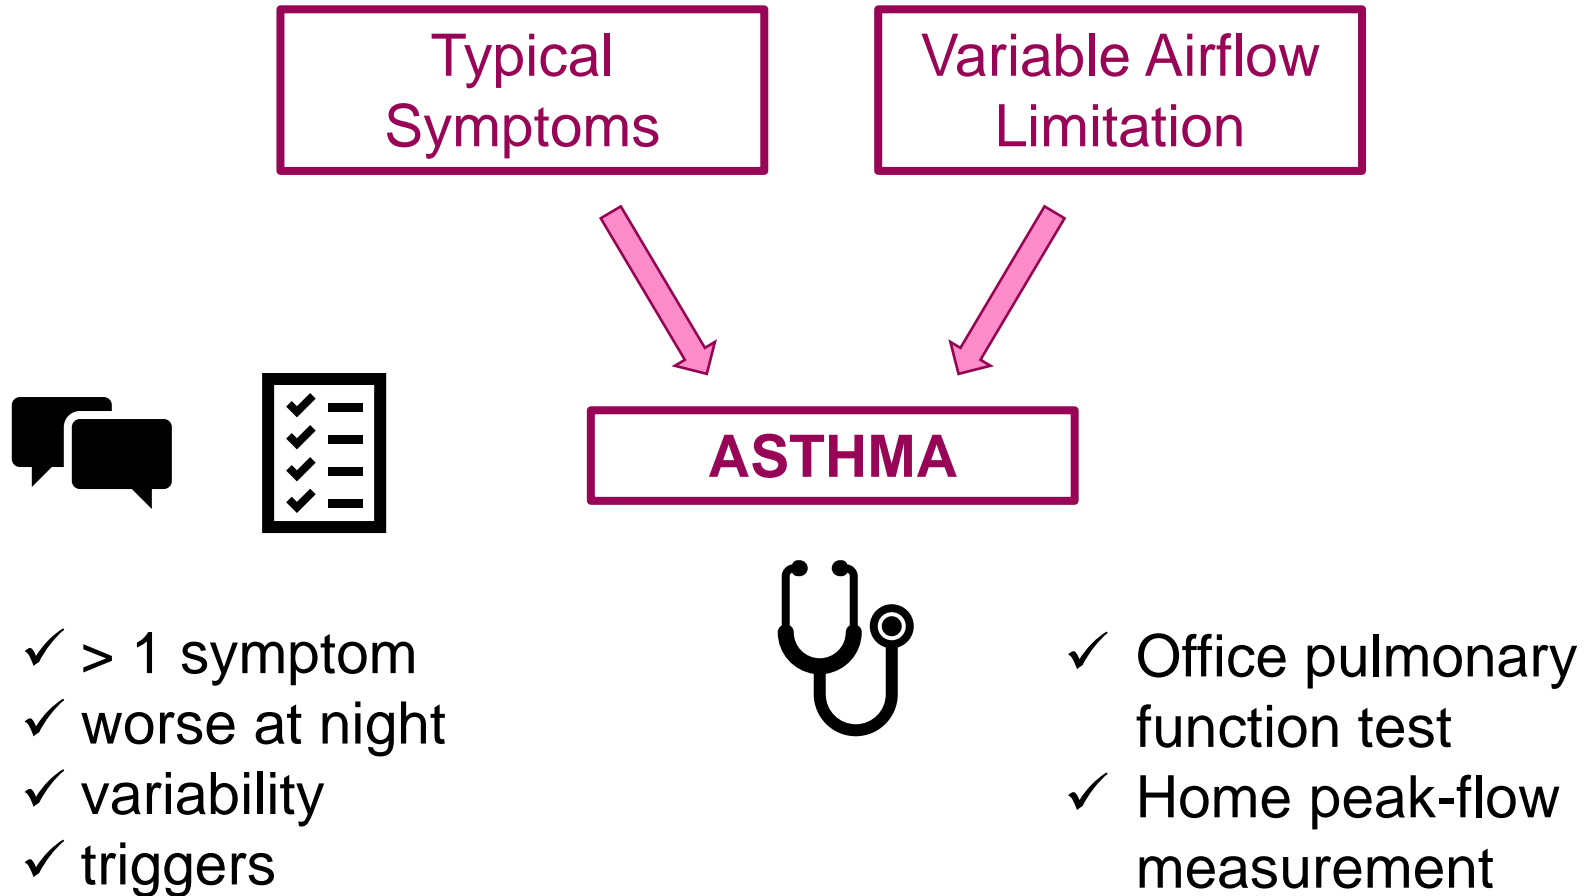 Typical
Symptoms
Variable Airflow
Limitation
ASTHMA
✓ > 1 symptom
✓ worse at night
✓ variability
✓ triggers
✓ Office pulmonary
function test
✓ Home peak-flow
measurement